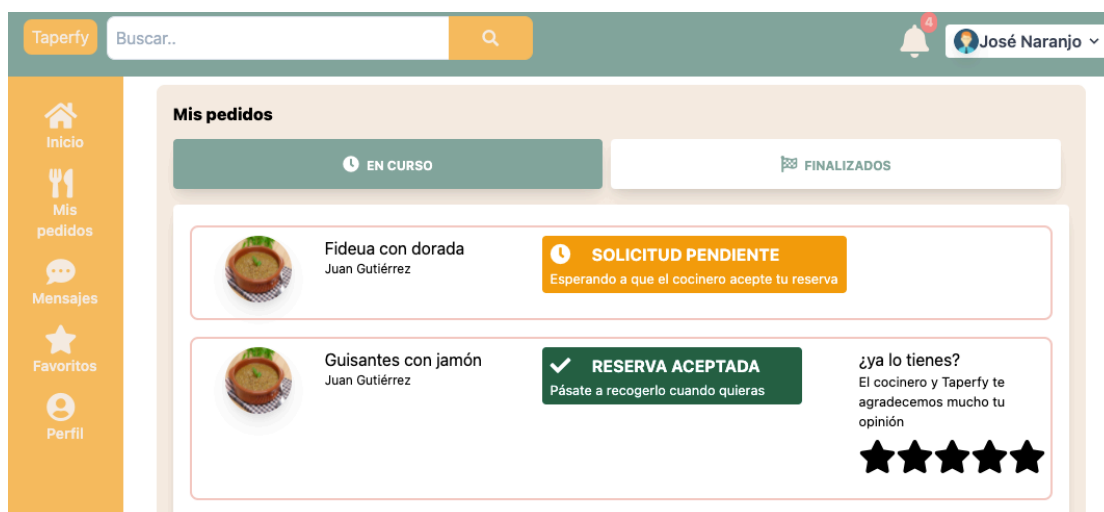 Taperfy
Buscar..
4
José Naranjo
Inicio
Mis
pedidos
Mensajes
Favoritos
Perfil
Mis pedidos
EN CURSO
FINALIZADOS
Fideua con dorada
Juan Gutiérrez
SOLICITUD PENDIENTE
Esperando a que el cocinero acepte tu reserva
Guisantes con jamón
Juan Gutiérrez
RESERVA ACEPTADA
Pásate a recogerlo cuando quieras
¿ya lo tienes?
El cocinero y Taperfy te
agradecemos mucho tu
opinión